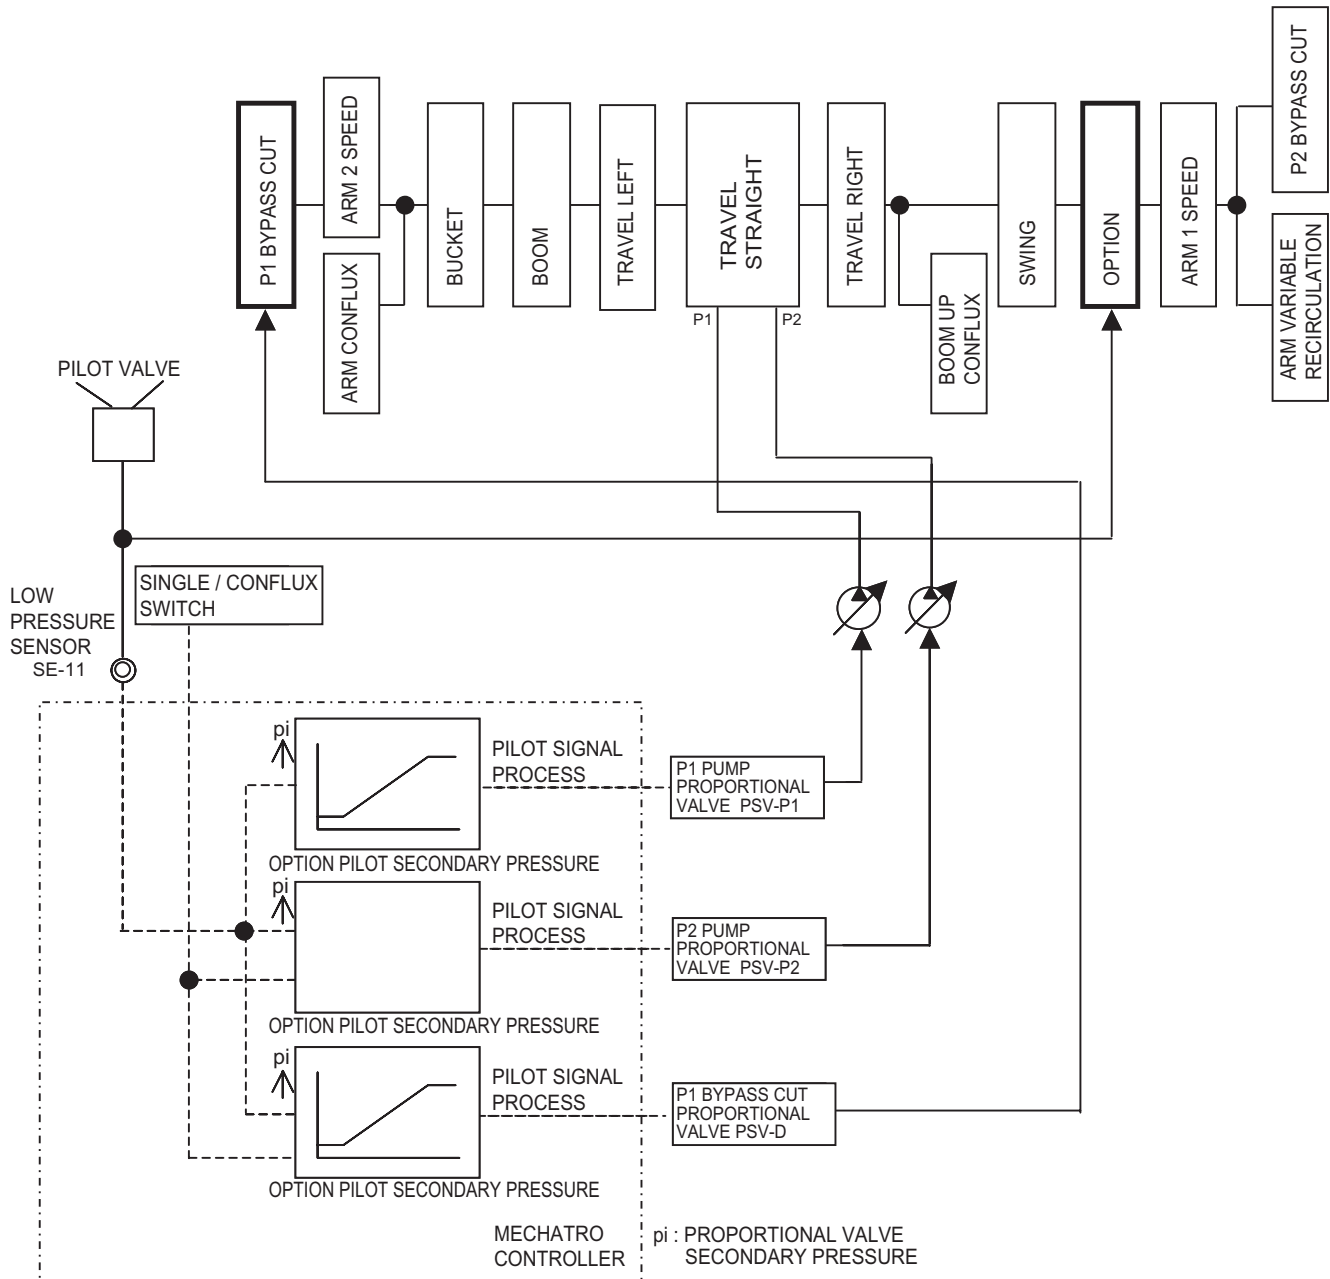 P2 BYPASS CUT
P1 BYPASS CUT
ARM 2 SPEED
ARM CONFLUX
BUCKET
BOOM
TRAVEL LEFT
TRAVEL
STRAIGHT
TRAVEL RIGHT
BOOM UP
CONFLUX
SWING
OPTION
ARM 1 SPEED
ARM VARIABLE
RECIRCULATION
P1
P2
PILOT VALVE
SINGLE / CONFLUX
SWITCH
LOW
PRESSURE
SENSOR
SE-11
pi
PILOT SIGNAL
PROCESS
P1 PUMP
PROPORTIONAL
VALVE PSV-P1
OPTION PILOT SECONDARY PRESSURE
pi
PILOT SIGNAL
PROCESS
P2 PUMP
PROPORTIONAL
VALVE PSV-P2
OPTION PILOT SECONDARY PRESSURE
pi
PILOT SIGNAL
PROCESS
P1 BYPASS CUT
PROPORTIONAL
VALVE PSV-D
OPTION PILOT SECONDARY PRESSURE
MECHATRO
CONTROLLER
pi : PROPORTIONAL VALVE
SECONDARY PRESSURE